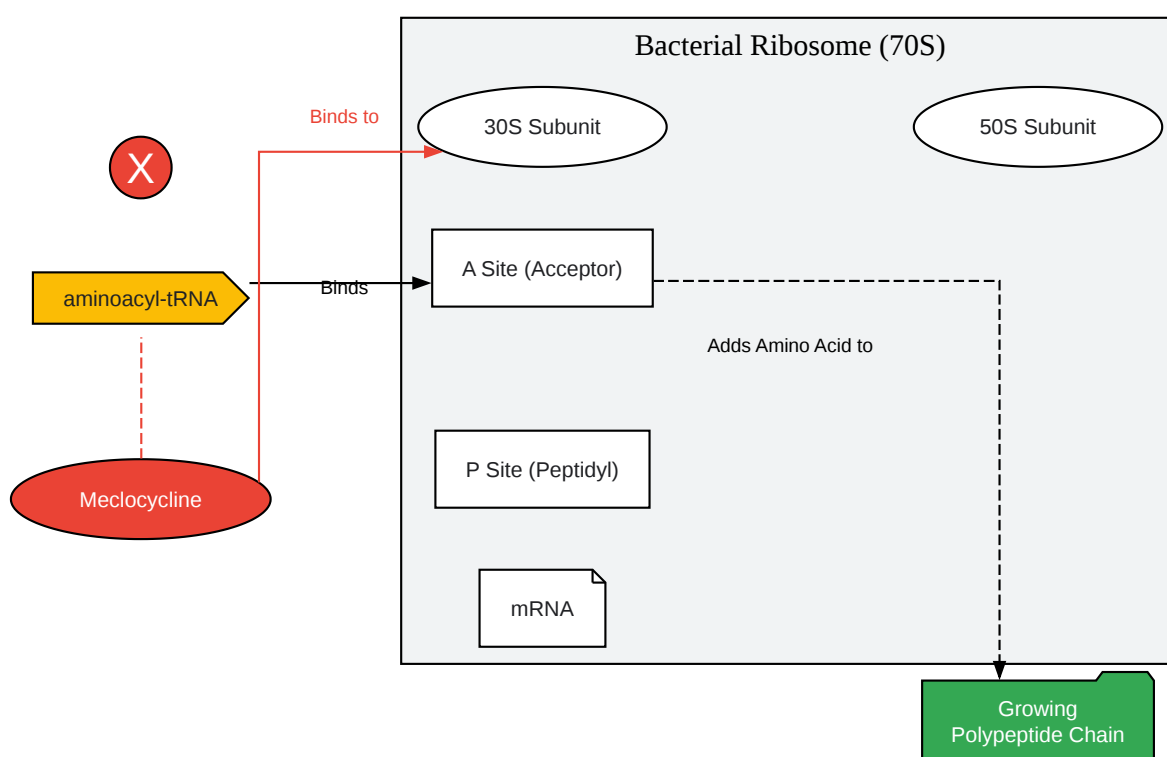 Bacterial Ribosome (70S)
Binds to
30S Subunit
50S Subunit
X
A Site (Acceptor)
aminoacyl-tRNA
Binds
Adds Amino Acid to
P Site (Peptidyl)
Meclocycline
mRNA
Growing
Polypeptide Chain